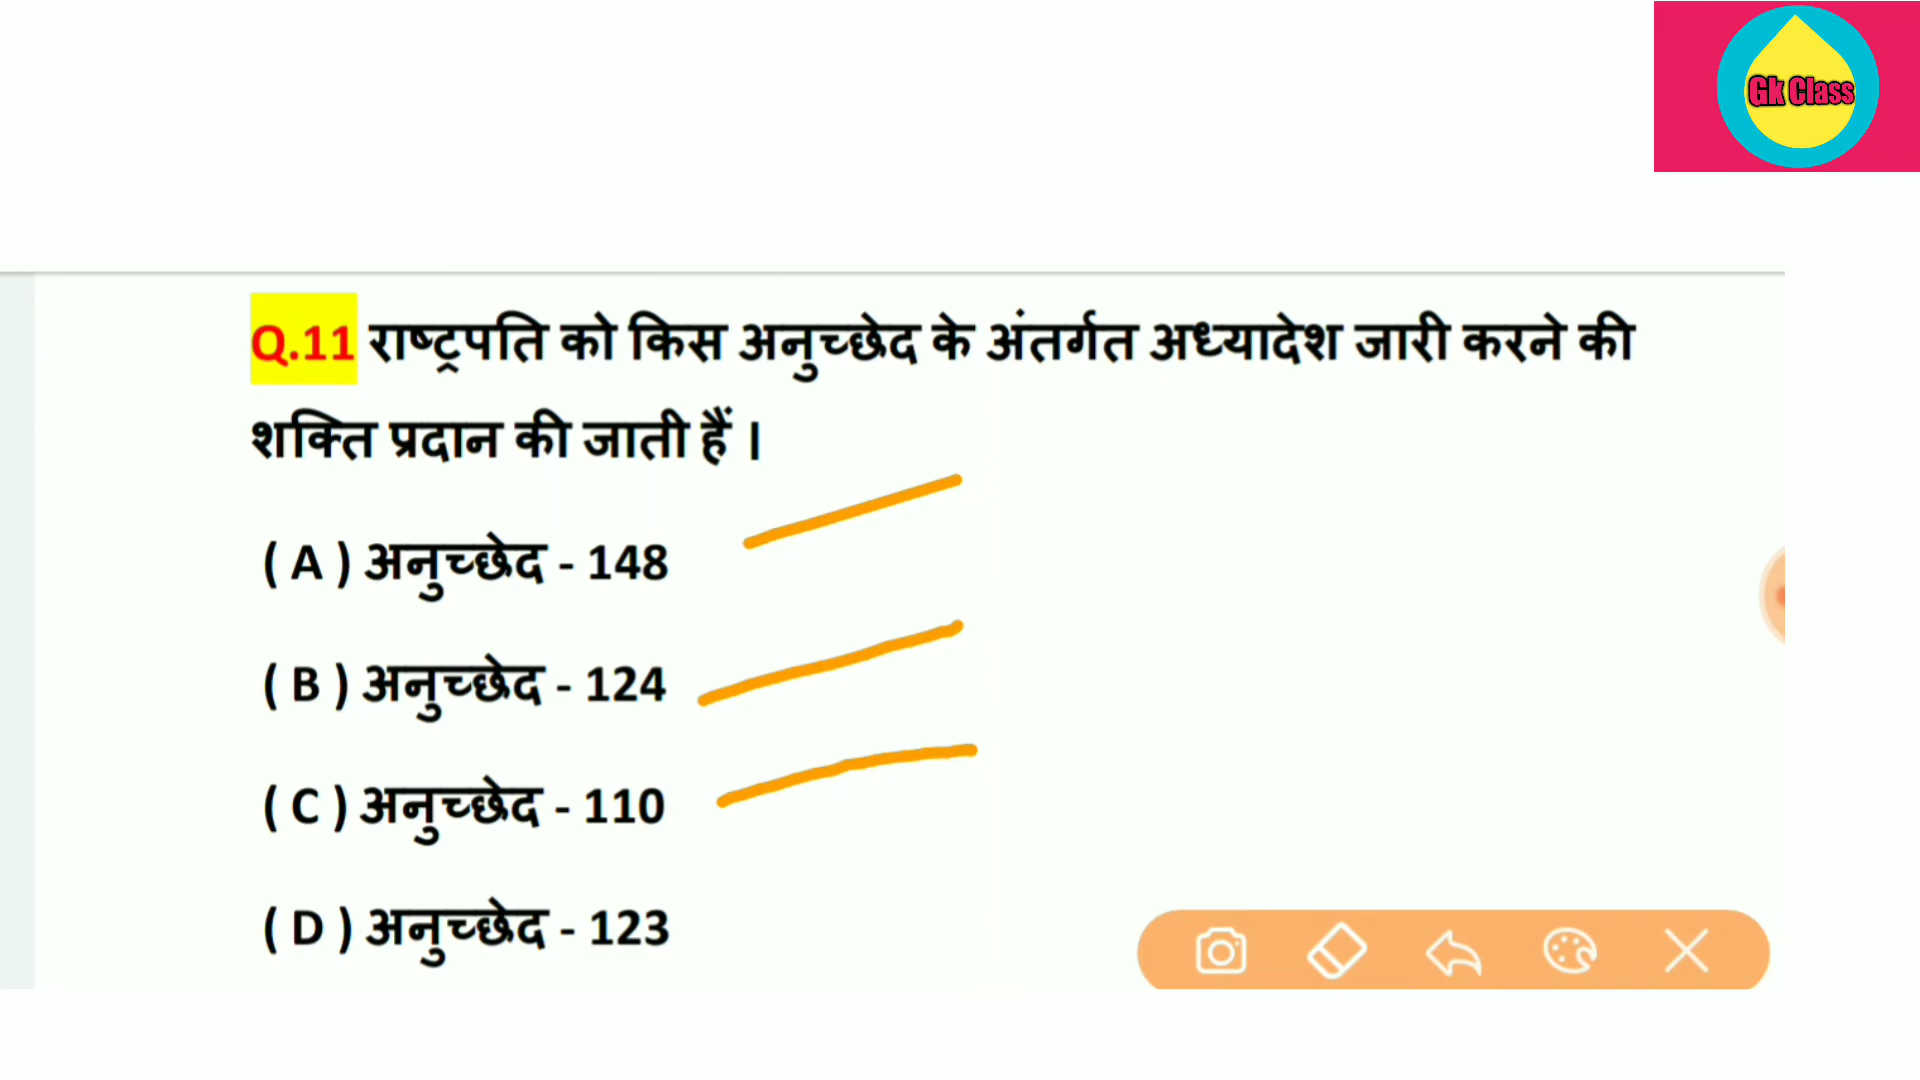 Gk Class
Q.11 राष्ट्रपति को किस अनुच्छेद के अंतर्गत अध्यादेश जारी करने की
शक्ति प्रदान की जाती हैं ।
( A ) अनुच्छेद - 148
( B ) अनुच्छेद - 124
( C ) अनुच्छेद - 110
( D ) अनुच्छेद - 123